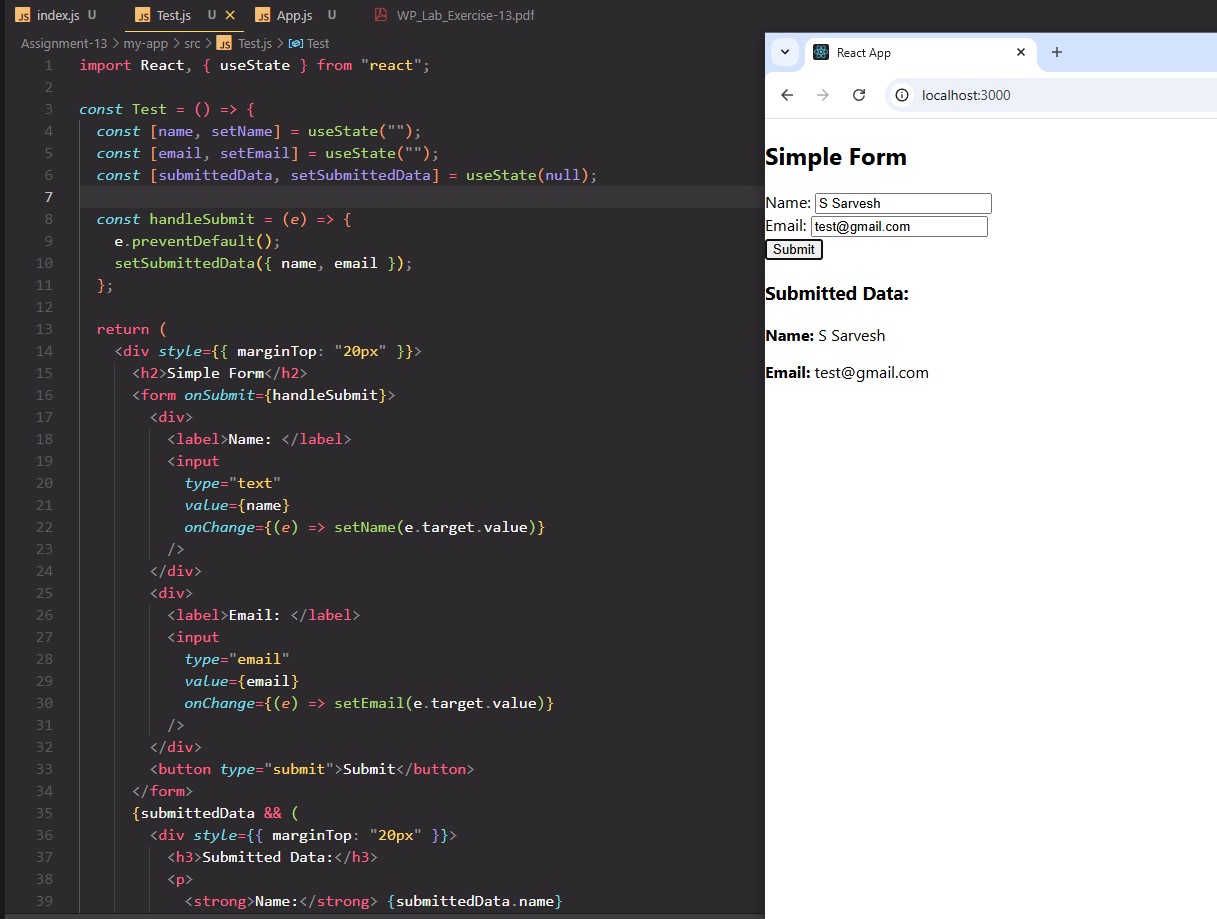 JS index.js U JS Test.js U × JS App.js U WP_Lab_Exercise-13.pdf
Assignment-13 > my-app > src > JS Test.js > Test
1 import React, { useState } from "react";
2
3 const Test = () => {
4 const [name, setName] = useState("");
5 const [email, setEmail] = useState("");
6 const [submittedData, setSubmittedData] = useState(null);
7
8 const handleSubmit = (e) => {
9 e.preventDefault();
10 setSubmittedData({ name, email });
11 };
12
13 return (
14 <div style={{ marginTop: "20px" }}>
15 <h2>Simple Form</h2>
16 <form onSubmit={handleSubmit}>
17 <div>
18 <label>Name: </label>
19 <input
20 type="text"
21 value={name}
22 onChange={(e) => setName(e.target.value)}
23 />
24 </div>
25 <div>
26 <label>Email: </label>
27 <input
28 type="email"
29 value={email}
30 onChange={(e) => setEmail(e.target.value)}
31 />
32 </div>
33 <button type="submit">Submit</button>
34 </form>
35 {submittedData && (
36 <div style={{ marginTop: "20px" }}>
37 <h3>Submitted Data:</h3>
38 <p>
39 <strong>Name:</strong> {submittedData.name}
React App
localhost:3000
Simple Form
Name: S Sarvesh
Email: test@gmail.com
Submit
Submitted Data:
Name: S Sarvesh
Email: test@gmail.com